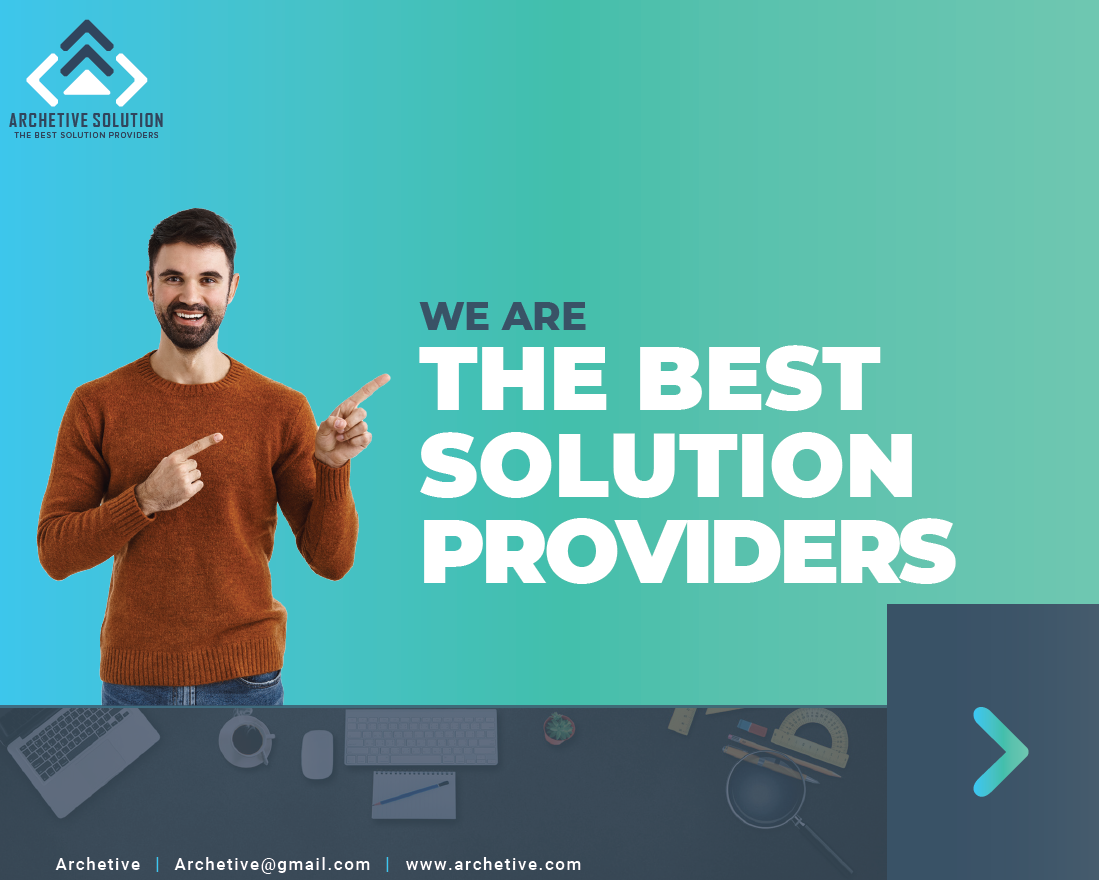 ARCHETIVE SOLUTION
THE BEST SOLUTION PROVIDERS
WE ARE
THE BEST
SOLUTION
PROVIDERS
Archetive | Archetive@gmail.com | www.archetive.com